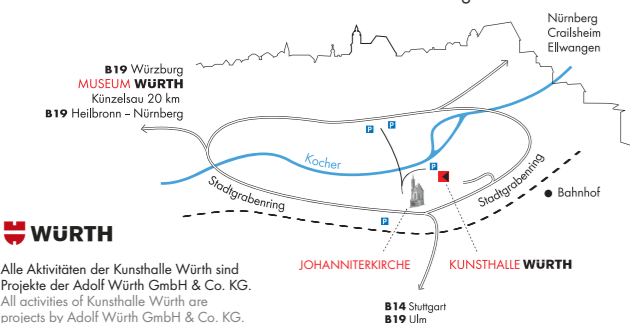 Nürnberg
Crailsheim
Ellwangen
B19 Würzburg
MUSEUM WÜRTH
Künzelsau 20 km
B19 Heilbronn – Nürnberg
P
P
Kocher
P
Stadtgrabenring
Stadtgrabenring
Bahnhof
P
WÜRTH
JOHANNITERKIRCHE
KUNSTHALLE WÜRTH
Alle Aktivitäten der Kunsthalle Würth sind
Projekte der Adolf Würth GmbH & Co. KG.
All activities of Kunsthalle Würth are
projects by Adolf Würth GmbH & Co. KG.
B14 Stuttgart
B19 Ulm